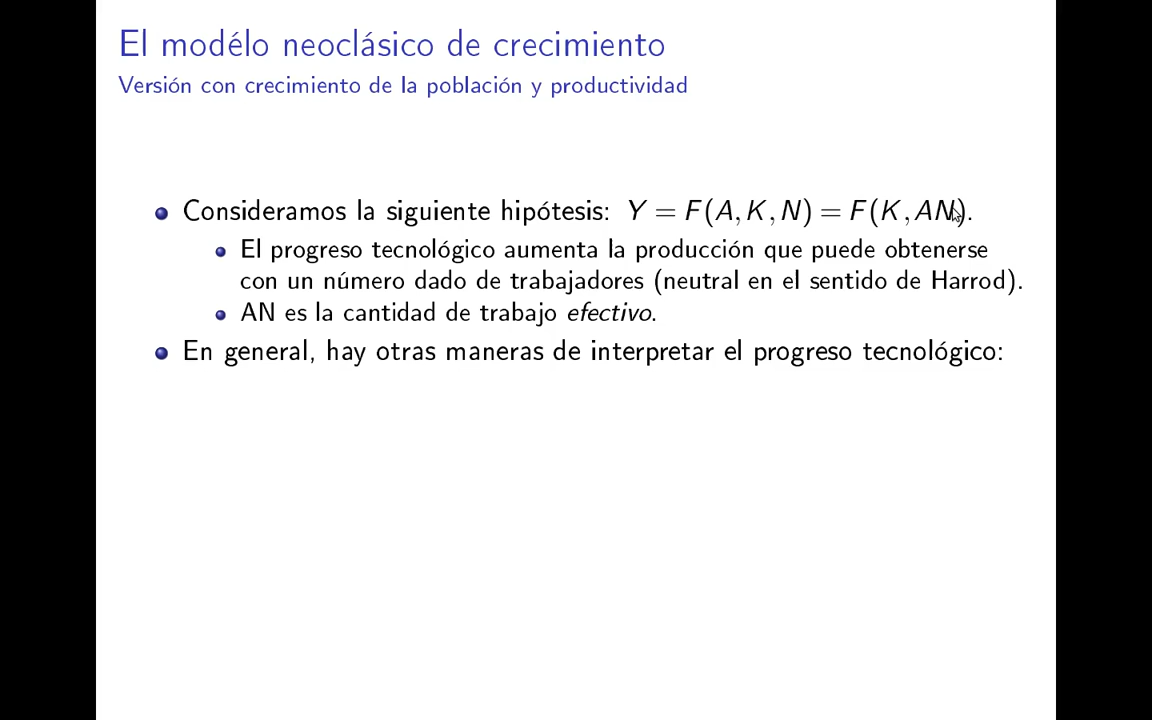 El modélo neoclásico de crecimiento
Versión con crecimiento de la población y productividad
Consideramos la siguiente hipótesis: Y = F(A, K, N) = F(K, AN).
El progreso tecnológico aumenta la producción que puede obtenerse
con un número dado de trabajadores (neutral en el sentido de Harrod).
AN es la cantidad de trabajo efectivo.
En general, hay otras maneras de interpretar el progreso tecnológico: